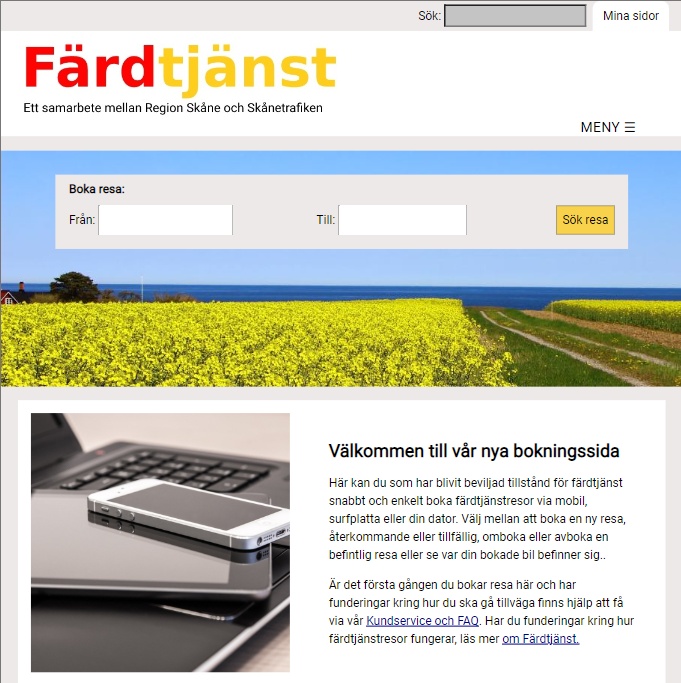 Sök:
Mina sidor
Färdtjänst
Ett samarbete mellan Region Skåne och Skånetrafiken
MENY ☰
Boka resa:
Från:
Till:
Sök resa
Välkommen till vår nya bokningssida
Här kan du som har blivit beviljad tillstånd för färdtjänst
snabbt och enkelt boka färdtjänstresor via mobil,
surfplatta eller din dator. Välj mellan att boka en ny resa,
återkommande eller tillfällig, omboka eller avboka en
befintlig resa eller se var din bokade bil befinner sig..
Är det första gången du bokar resa här och har
funderingar kring hur du ska gå tillväga finns hjälp att få
via vår Kundservice och FAQ. Har du funderingar kring hur
färdtjänstresor fungerar, läs mer om Färdtjänst.